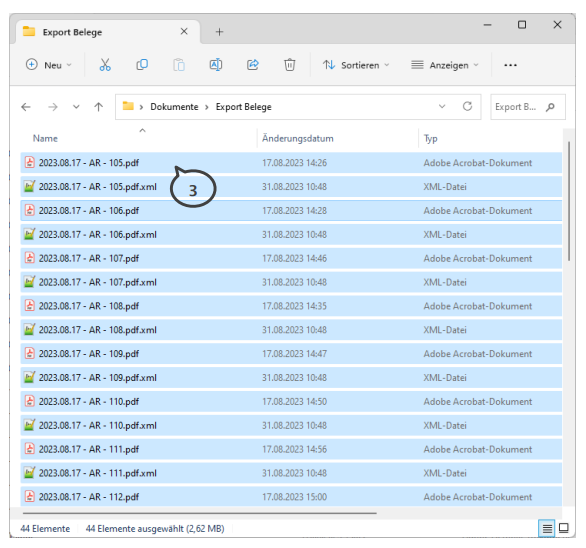 Export Belege
Neu
Sortieren
Anzeigen
Dokumente > Export Belege
Export B...
Name Änderungsdatum Typ
2023.08.17 - AR - 105.pdf 17.08.2023 14:26 Adobe Acrobat-Dokument
3
2023.08.17 - AR - 105.pdf.xml 31.08.2023 10:48 XML-Datei
2023.08.17 - AR - 106.pdf 17.08.2023 14:28 Adobe Acrobat-Dokument
2023.08.17 - AR - 106.pdf.xml 31.08.2023 10:48 XML-Datei
2023.08.17 - AR - 107.pdf 17.08.2023 14:46 Adobe Acrobat-Dokument
2023.08.17 - AR - 107.pdf.xml 31.08.2023 10:48 XML-Datei
2023.08.17 - AR - 108.pdf 17.08.2023 14:35 Adobe Acrobat-Dokument
2023.08.17 - AR - 108.pdf.xml 31.08.2023 10:48 XML-Datei
2023.08.17 - AR - 109.pdf 17.08.2023 14:47 Adobe Acrobat-Dokument
2023.08.17 - AR - 109.pdf.xml 31.08.2023 10:48 XML-Datei
2023.08.17 - AR - 110.pdf 17.08.2023 14:50 Adobe Acrobat-Dokument
2023.08.17 - AR - 110.pdf.xml 31.08.2023 10:48 XML-Datei
2023.08.17 - AR - 111.pdf 17.08.2023 14:56 Adobe Acrobat-Dokument
2023.08.17 - AR - 111.pdf.xml 31.08.2023 10:48 XML-Datei
2023.08.17 - AR - 112.pdf 17.08.2023 15:00 Adobe Acrobat-Dokument
44 Elemente 44 Elemente ausgewählt (2,62 MB)